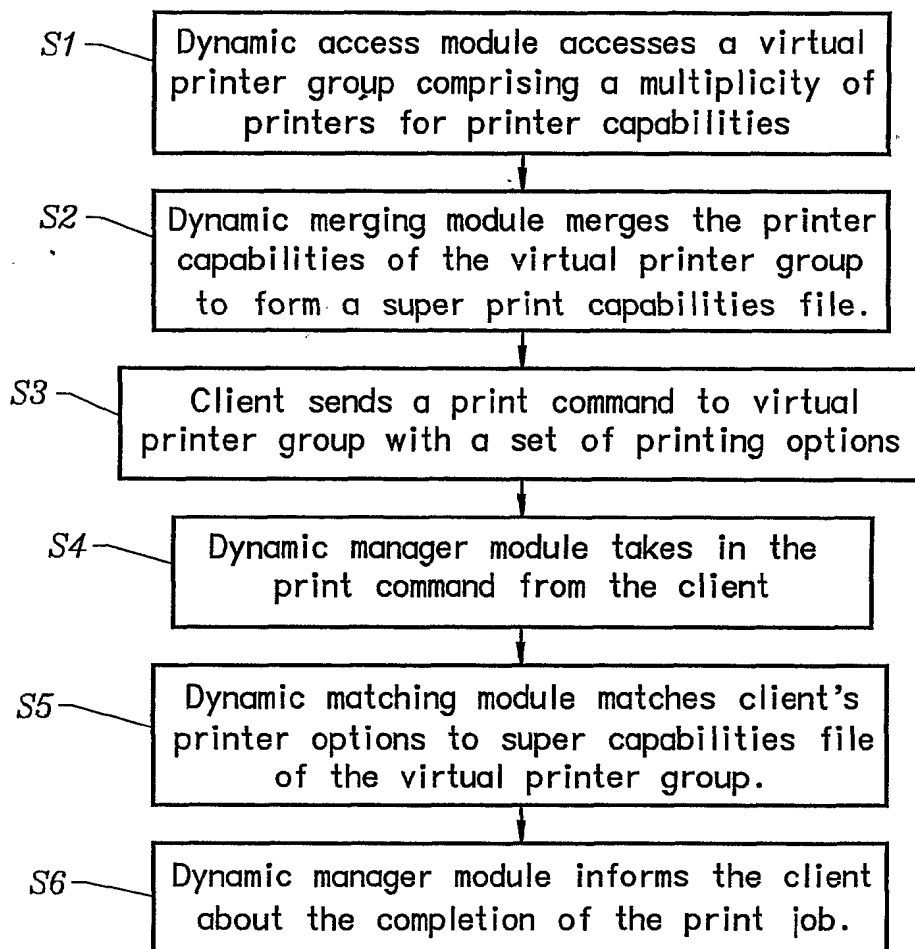 S1
Dynamic access module accesses a virtual
printer group comprising a multiplicity of
printers for printer capabilities
S2
Dynamic merging module merges the printer
capabilities of the virtual printer group
to form a super print capabilities file.
S3
Client sends a print command to virtual
printer group with a set of printing options
S4
Dynamic manager module takes in the
print command from the client
S5
Dynamic matching module matches client's
printer options to super capabilities file
of the virtual printer group.
S6
Dynamic manager module informs the client
about the completion of the print job.